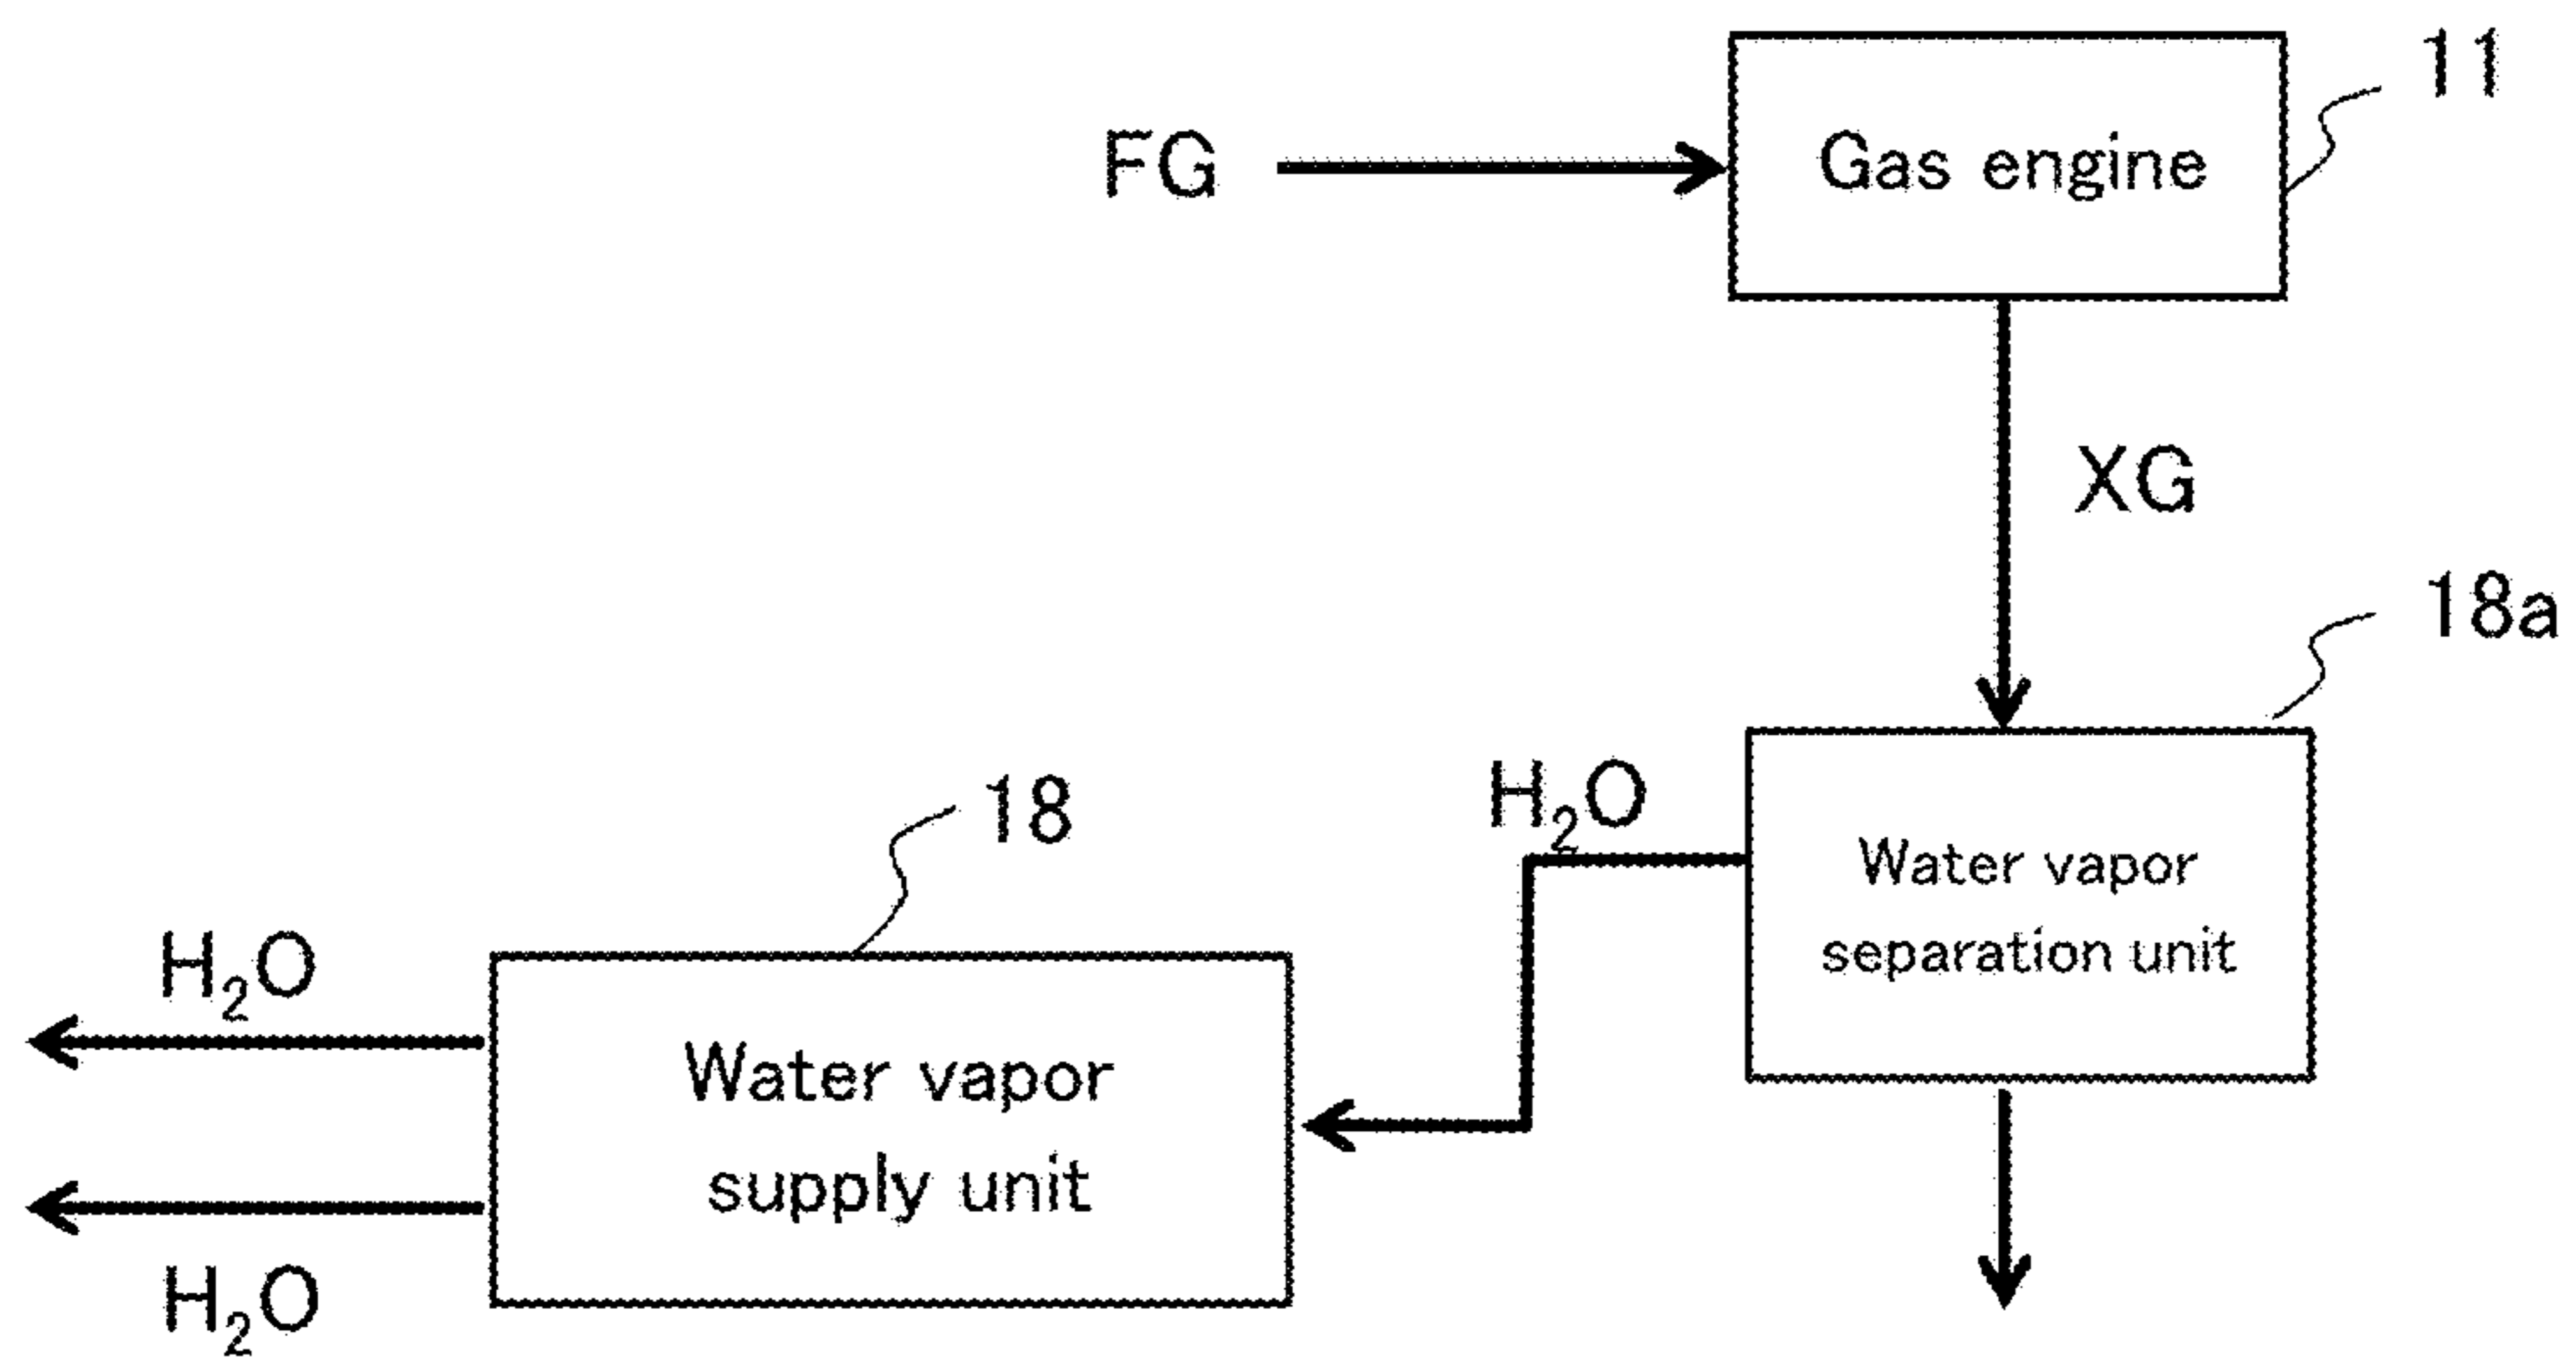 11
FG
Gas engine
XG
18a
H₂O
18
Water vapor
separation unit
H₂O
Water vapor
supply unit
H₂O